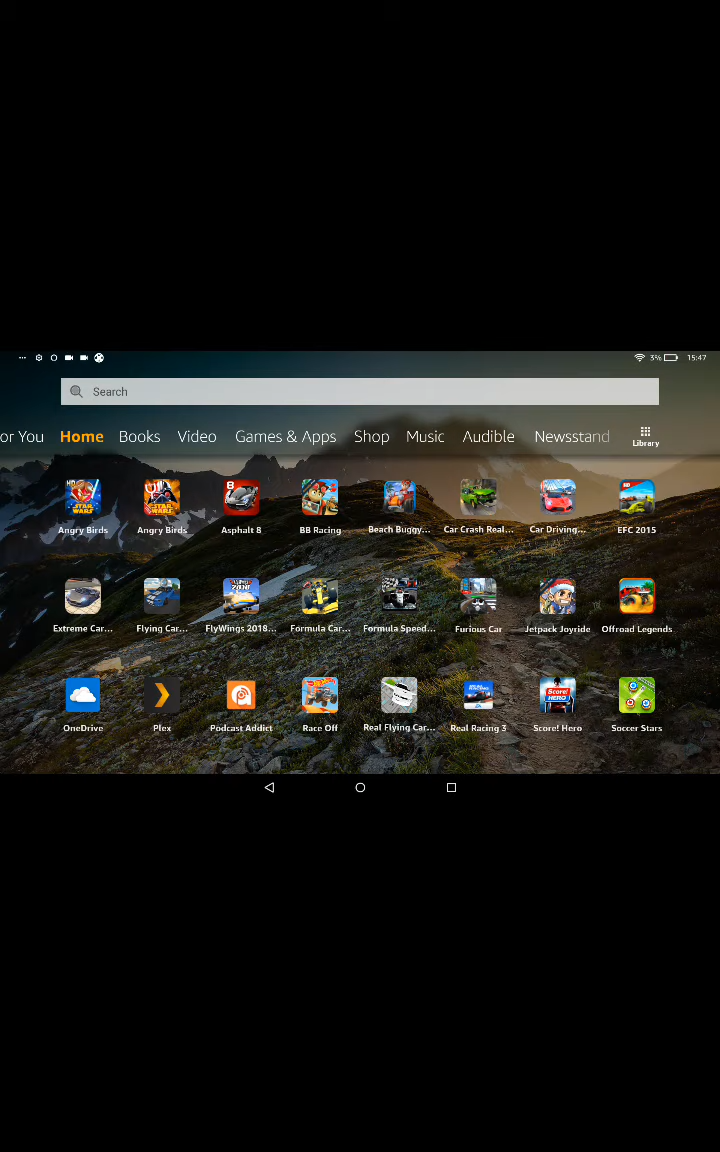 3% 15:47
Search
or You Home Books Video Games & Apps Shop Music Audible Newsstand Library
Angry Birds Angry Birds Asphalt 8 BB Racing Beach Buggy... Car Crash Real... Car Driving... EFC 2015
Extreme Car... Flying Car... FlyWings 2018... Formula Car... Formula Speed... Furious Car Jetpack Joyride Offroad Legends
OneDrive Plex Podcast Addict Race Off Real Flying Car... Real Racing 3 Score! Hero Soccer Stars